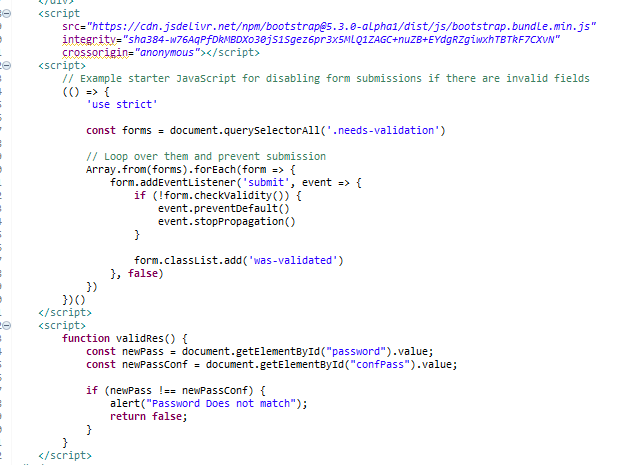 </div>
<script
src="https://cdn.jsdelivr.net/npm/bootstrap@5.3.0-alpha1/dist/js/bootstrap.bundle.min.js"
integrity="sha384-w76AqPfDkMBDXo30jS1Sgez6pr3x5MlQ1ZAGC+nuZB+EYdgRZgiwxhTBTkF7CXvN"
crossorigin="anonymous"></script>
<script>
// Example starter JavaScript for disabling form submissions if there are invalid fields
(() => {
'use strict'
const forms = document.querySelectorAll('.needs-validation')
// Loop over them and prevent submission
Array.from(forms).forEach(form => {
form.addEventListener('submit', event => {
if (!form.checkValidity()) {
event.preventDefault()
event.stopPropagation()
}
form.classList.add('was-validated')
}, false)
})
})()
</script>
<script>
function validRes() {
const newPass = document.getElementById("password").value;
const newPassConf = document.getElementById("confPass").value;
if (newPass !== newPassConf) {
alert("Password Does not match");
return false;
}
}
</script>